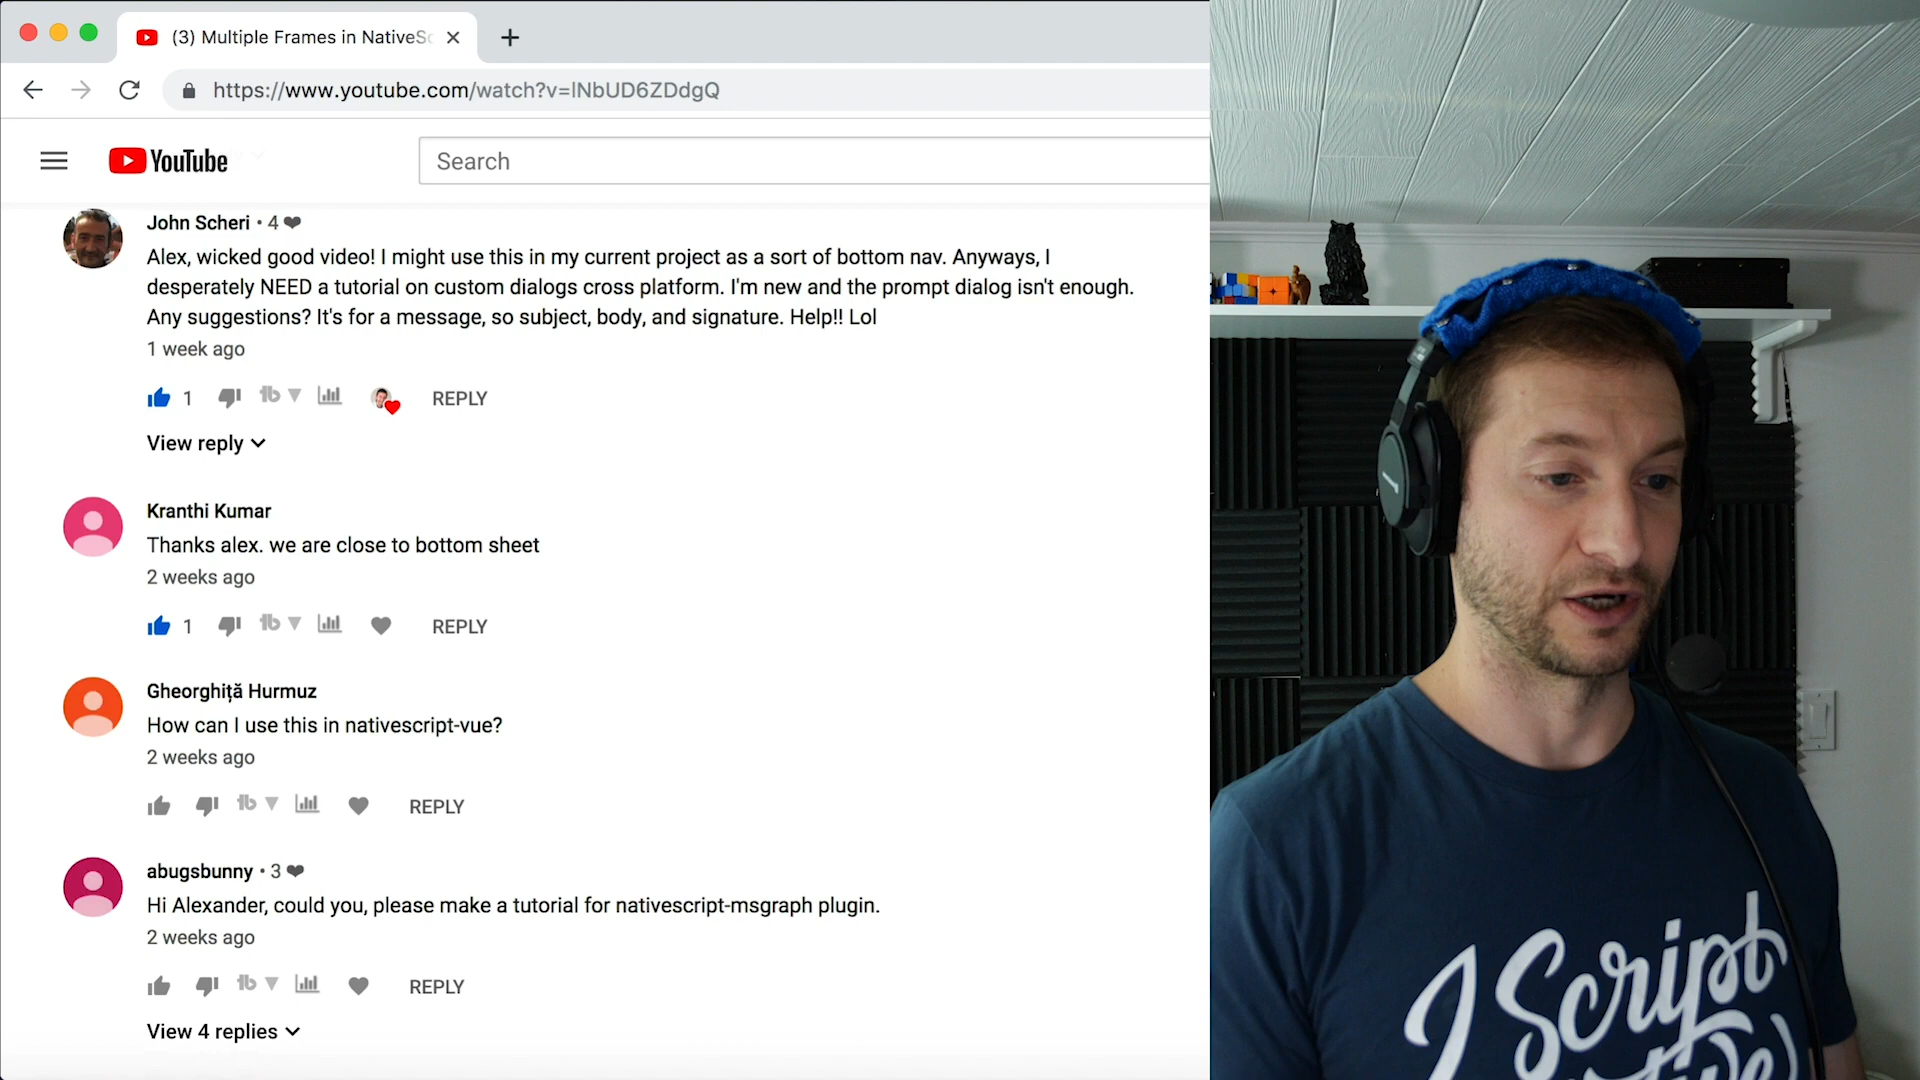 (3) Multiple Frames in NativeSc
https://www.youtube.com/watch?v=lNbUD6ZDdgQ
YouTube
Search
John Scheri • 4 ❤
Alex, wicked good video! I might use this in my current project as a sort of bottom nav. Anyways, I
desperately NEED a tutorial on custom dialogs cross platform. I'm new and the prompt dialog isn't enough.
Any suggestions? It's for a message, so subject, body, and signature. Help!! Lol
1 week ago
1 REPLY
View reply
Kranthi Kumar
Thanks alex. we are close to bottom sheet
2 weeks ago
1 REPLY
Gheorghiță Hurmuz
How can I use this in nativescript-vue?
2 weeks ago
REPLY
abugsbunny • 3 ❤
Hi Alexander, could you, please make a tutorial for nativescript-msgraph plugin.
2 weeks ago
REPLY
View 4 replies
I Script